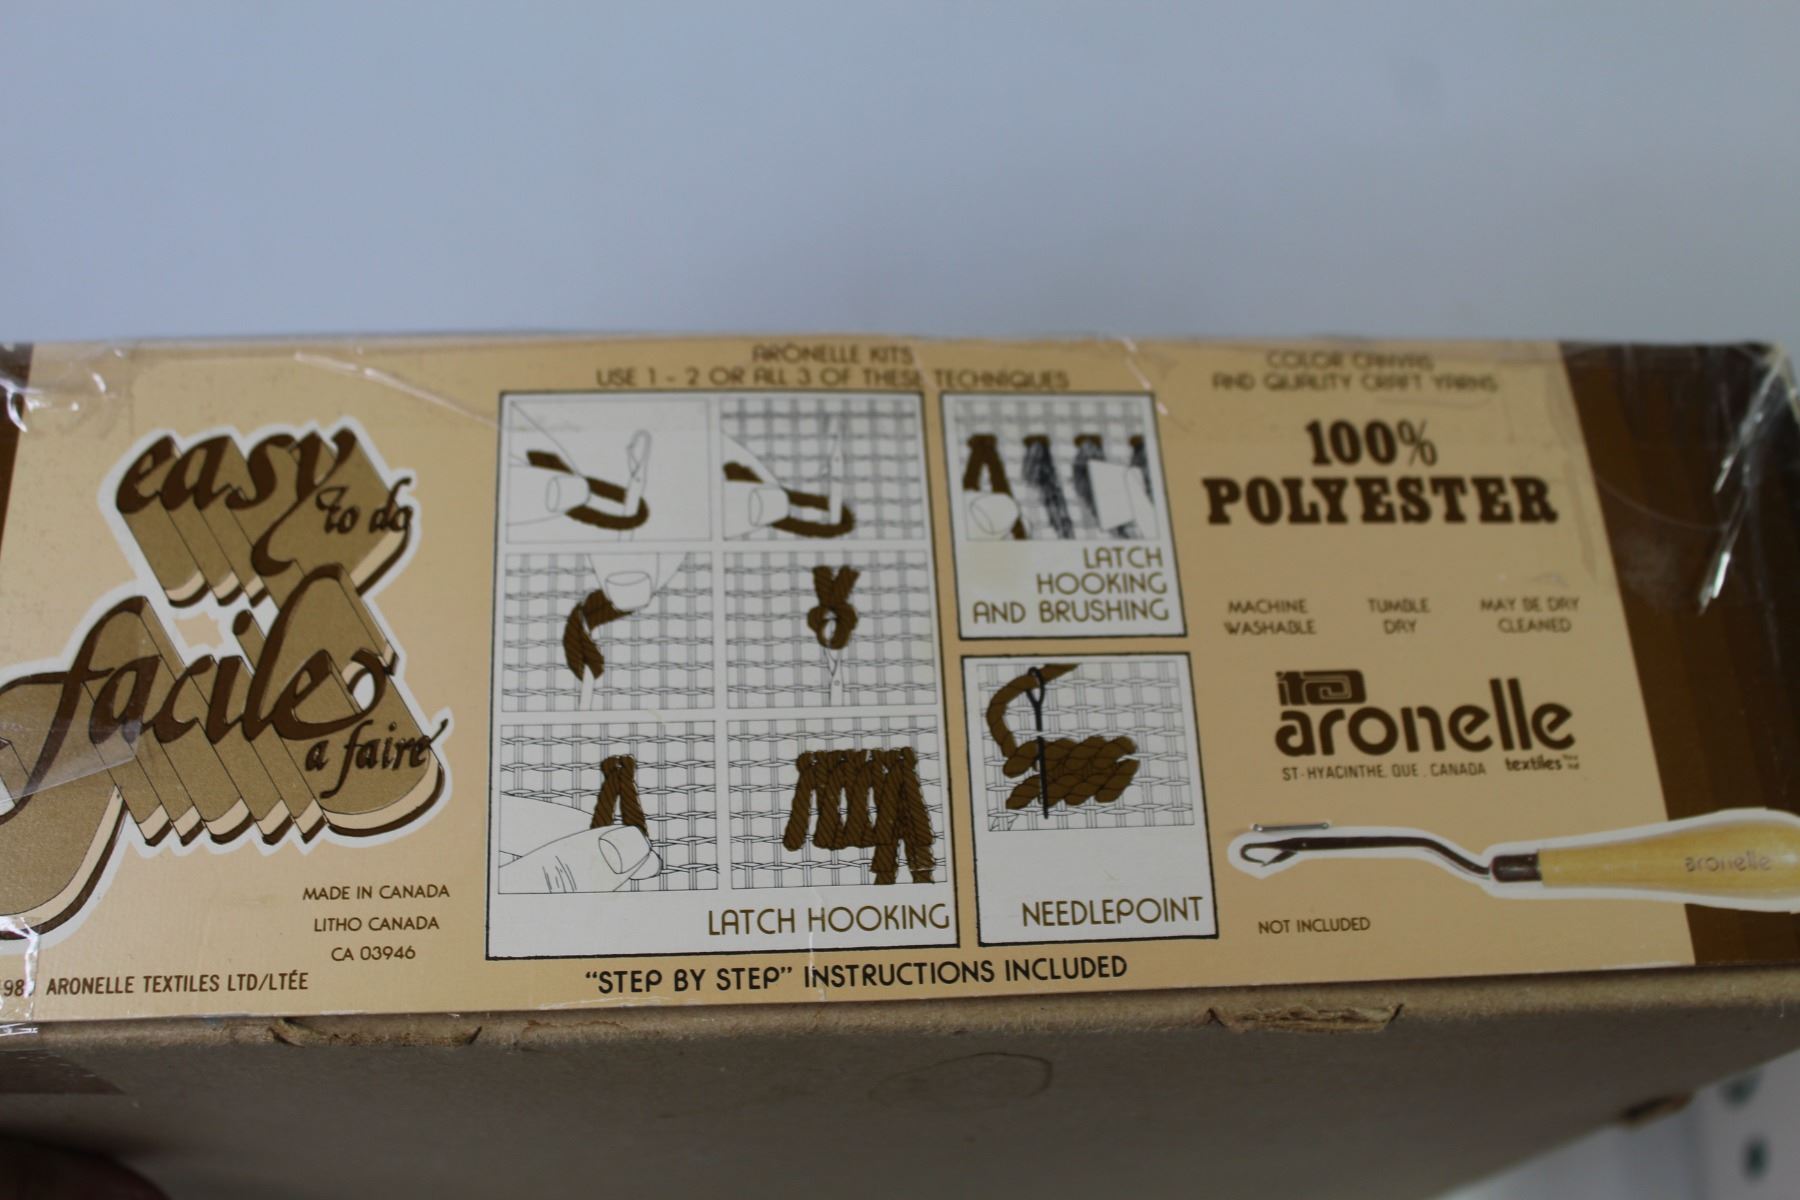 easy
to do
facile
a faire
MADE IN CANADA
LITHO CANADA
CA 03946
ARONELLE TEXTILES LTD/LTÉE
ARONELLE KITS
USE 1 - 2 OR ALL 3 OF THESE TECHNIQUES
LATCH HOOKING
"STEP BY STEP" INSTRUCTIONS INCLUDED
LATCH
HOOKING
AND BRUSHING
NEEDLEPOINT
COLOR CANVAS
AND QUALITY CRAFT YARNS
100%
POLYESTER
MACHINE
WASHABLE
TUMBLE
DRY
MAY BE DRY
CLEANED
aronelle
textiles
ST-HYACINTHE, QUE., CANADA
aronelle
NOT INCLUDED